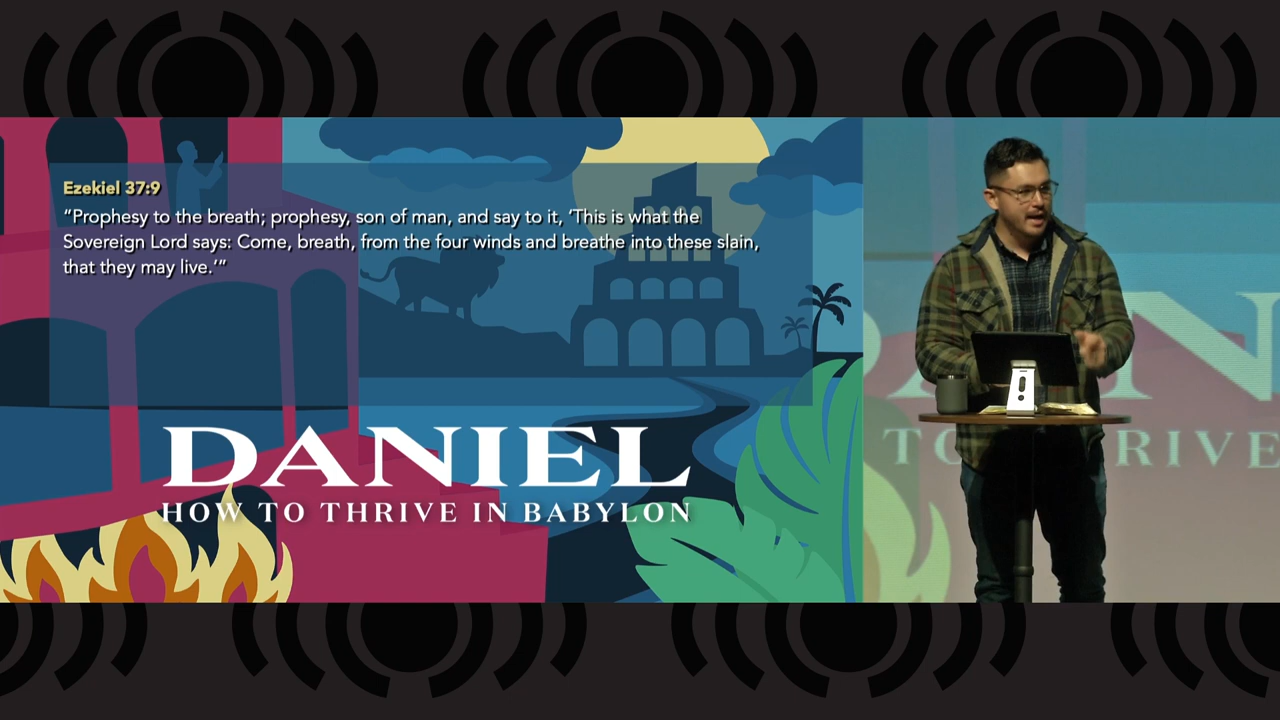 Ezekiel 37:9
“Prophesy to the breath; prophesy, son of man, and say to it, ‘This is what the
Sovereign Lord says: Come, breath, from the four winds and breathe into these slain,
that they may live.’”
DANIEL
HOW TO THRIVE IN BABYLON
AN
TO THRIVE